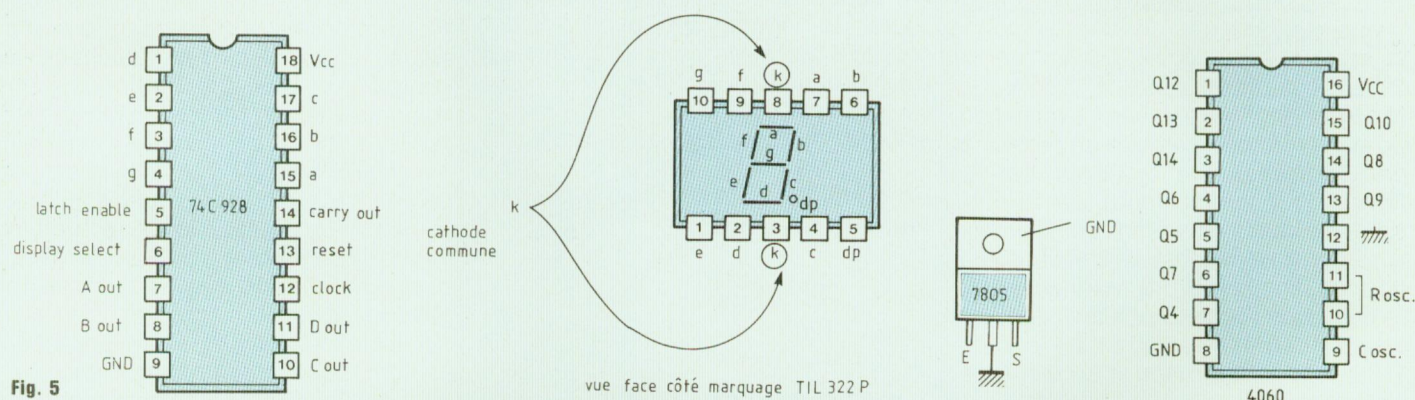 d 1 18 Vcc
e 2 17 c
f 3 16 b
g 4 15 a
latch enable 5 74C928 14 carry out
display select 6 13 reset
A out 7 12 clock
B out 8 11 D out
GND 9 10 C out
Fig. 5
k
cathode
commune
g f k a b
10 9 8 7 6
a
f b
g
e c
d
dp
1 2 3 4 5
e d k c dp
vue face côté marquage TIL 322 P
GND
7805
E S
Q12 1 16 VCC
Q13 2 15 Q10
Q14 3 14 Q8
Q6 4 13 Q9
Q5 5 12
Q7 6 11
Rosc.
Q4 7 10
GND 8 9 Cosc.
4060